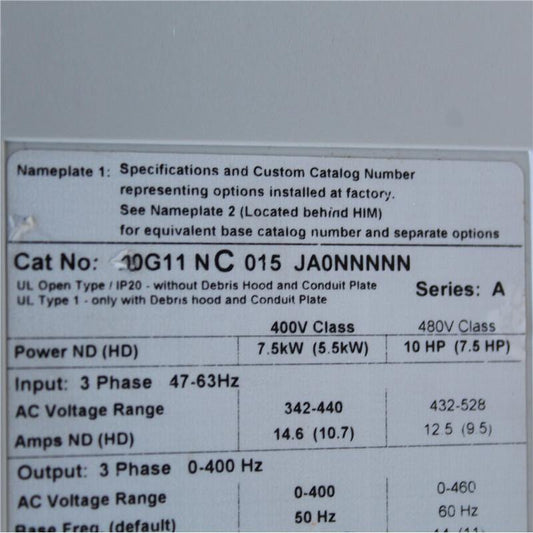 Nameplate 1: Specifications and Custom Catalog Number
representing options installed at factory.
See Nameplate 2 (Located behind HIM)
for equivalent base catalog number and separate options
Cat No: 0G11 N C 015 JA0NNNNN
UL Open Type / IP20 - without Debris Hood and Conduit Plate
UL Type 1 - only with Debris hood and Conduit Plate
Series: A
400V Class 480V Class
Power ND (HD) 7.5kW (5.5kW) 10 HP (7.5 HP)
Input: 3 Phase 47-63Hz
AC Voltage Range 342-440 432-528
Amps ND (HD) 14.6 (10.7) 12.5 (9.5)
Output: 3 Phase 0-400 Hz
AC Voltage Range 0-400 0-460
Base Freq. (default) 50 Hz 60 Hz